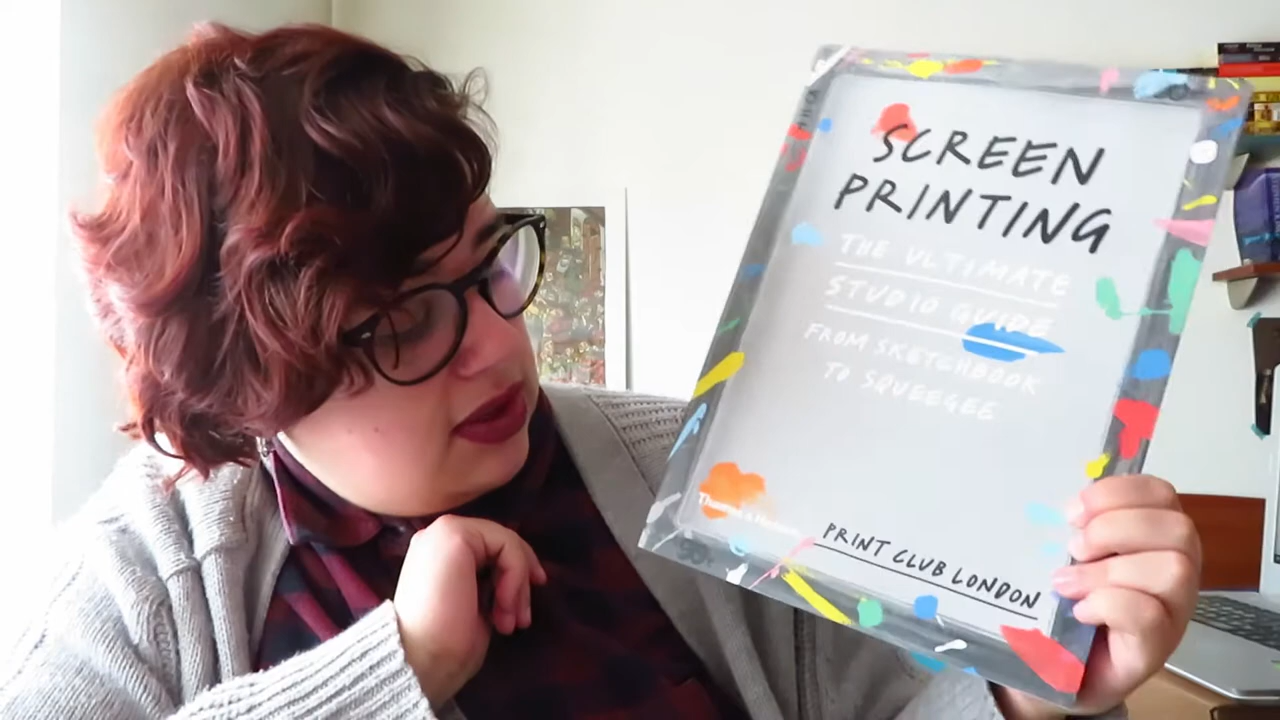 SCREEN
PRINTING
THE ULTIMATE
STUDIO GUIDE
FROM SKETCHBOOK
TO SQUEEGEE
PRINT CLUB LONDON